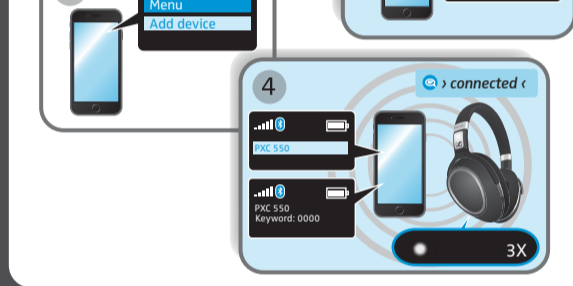 Menu
Add device
4
› connected ‹
PXC 550
PXC 550
Keyword: 0000
3X